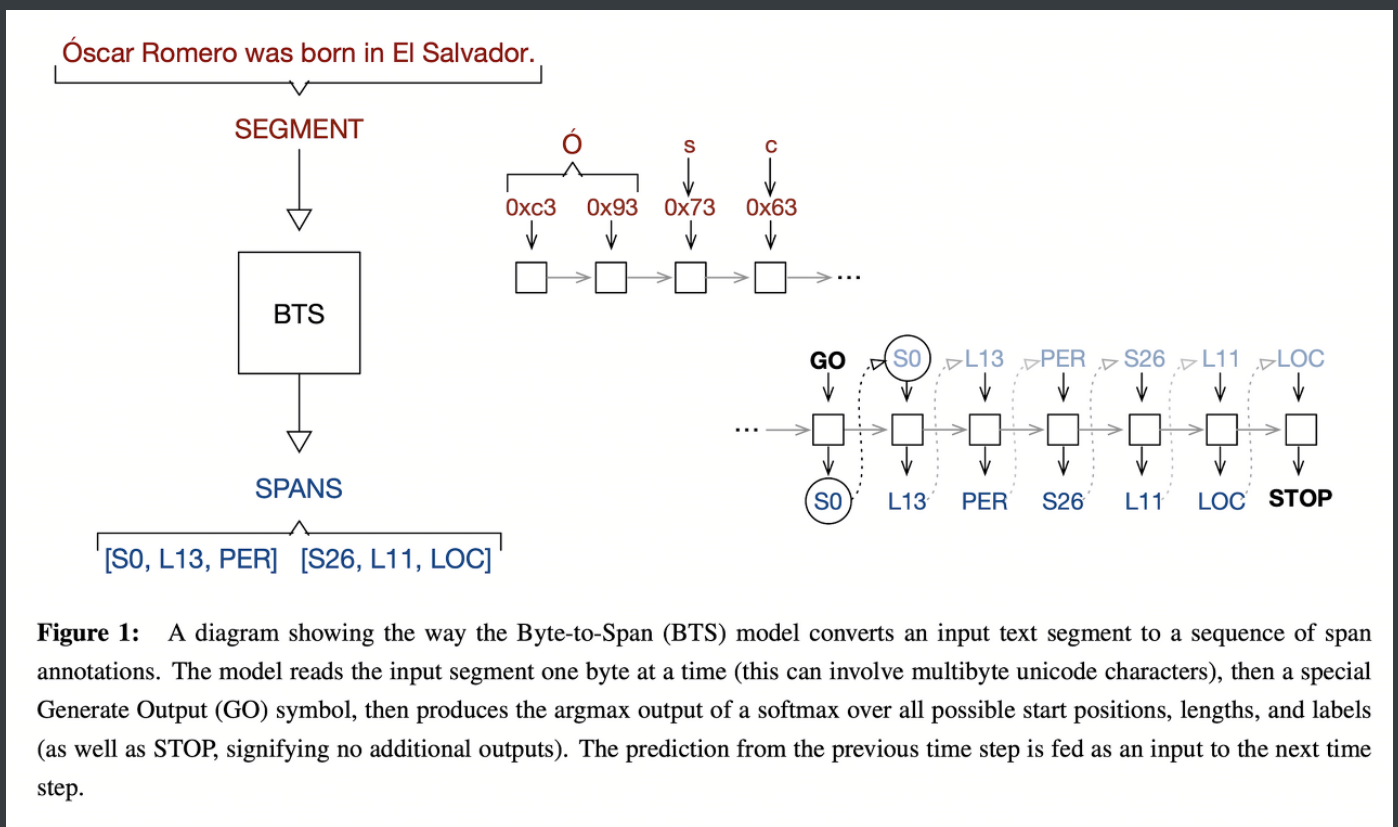 Óscar Romero was born in El Salvador.
SEGMENT
BTS
SPANS
[S0, L13, PER] [S26, L11, LOC]
Ó s c
0xc3 0x93 0x73 0x63
...
GO S0 L13 PER S26 L11 LOC
...
S0 L13 PER S26 L11 LOC STOP
Figure 1: A diagram showing the way the Byte-to-Span (BTS) model converts an input text segment to a sequence of span
annotations. The model reads the input segment one byte at a time (this can involve multibyte unicode characters), then a special
Generate Output (GO) symbol, then produces the argmax output of a softmax over all possible start positions, lengths, and labels
(as well as STOP, signifying no additional outputs). The prediction from the previous time step is fed as an input to the next time
step.